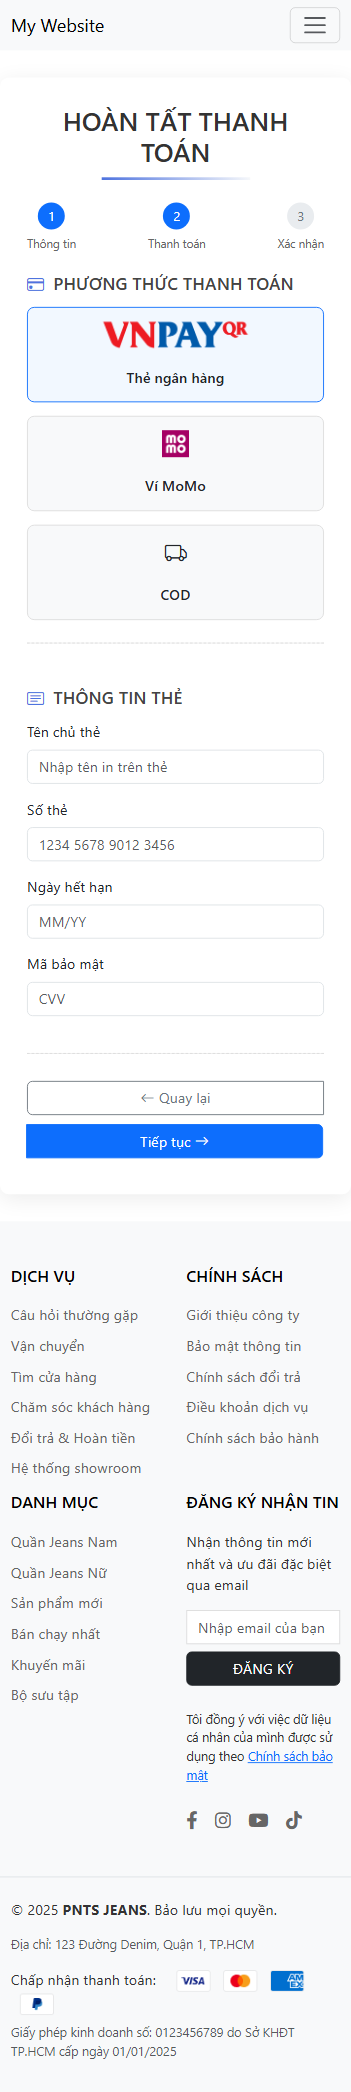 My Website
HOÀN TẤT THANH
TOÁN
1 2 3
Thông tin Thanh toán Xác nhận
PHƯƠNG THỨC THANH TOÁN
VNPAYQR
Thẻ ngân hàng
mo
mo
Ví MoMo
COD
THÔNG TIN THẺ
Tên chủ thẻ
Nhập tên in trên thẻ
Số thẻ
1234 5678 9012 3456
Ngày hết hạn
MM/YY
Mã bảo mật
CVV
← Quay lại
Tiếp tục →
DỊCH VỤ
Câu hỏi thường gặp
Vận chuyển
Tìm cửa hàng
Chăm sóc khách hàng
Đổi trả & Hoàn tiền
Hệ thống showroom
CHÍNH SÁCH
Giới thiệu công ty
Bảo mật thông tin
Chính sách đổi trả
Điều khoản dịch vụ
Chính sách bảo hành
DANH MỤC
Quần Jeans Nam
Quần Jeans Nữ
Sản phẩm mới
Bán chạy nhất
Khuyến mãi
Bộ sưu tập
ĐĂNG KÝ NHẬN TIN
Nhận thông tin mới
nhất và ưu đãi đặc biệt
qua email
Nhập email của bạn
ĐĂNG KÝ
Tôi đồng ý với việc dữ liệu
cá nhân của mình được sử
dụng theo Chính sách bảo
mật
© 2025 PNTS JEANS. Bảo lưu mọi quyền.
Địa chỉ: 123 Đường Denim, Quận 1, TP.HCM
Chấp nhận thanh toán: VISA AMEX
Giấy phép kinh doanh số: 0123456789 do Sở KHĐT
TP.HCM cấp ngày 01/01/2025